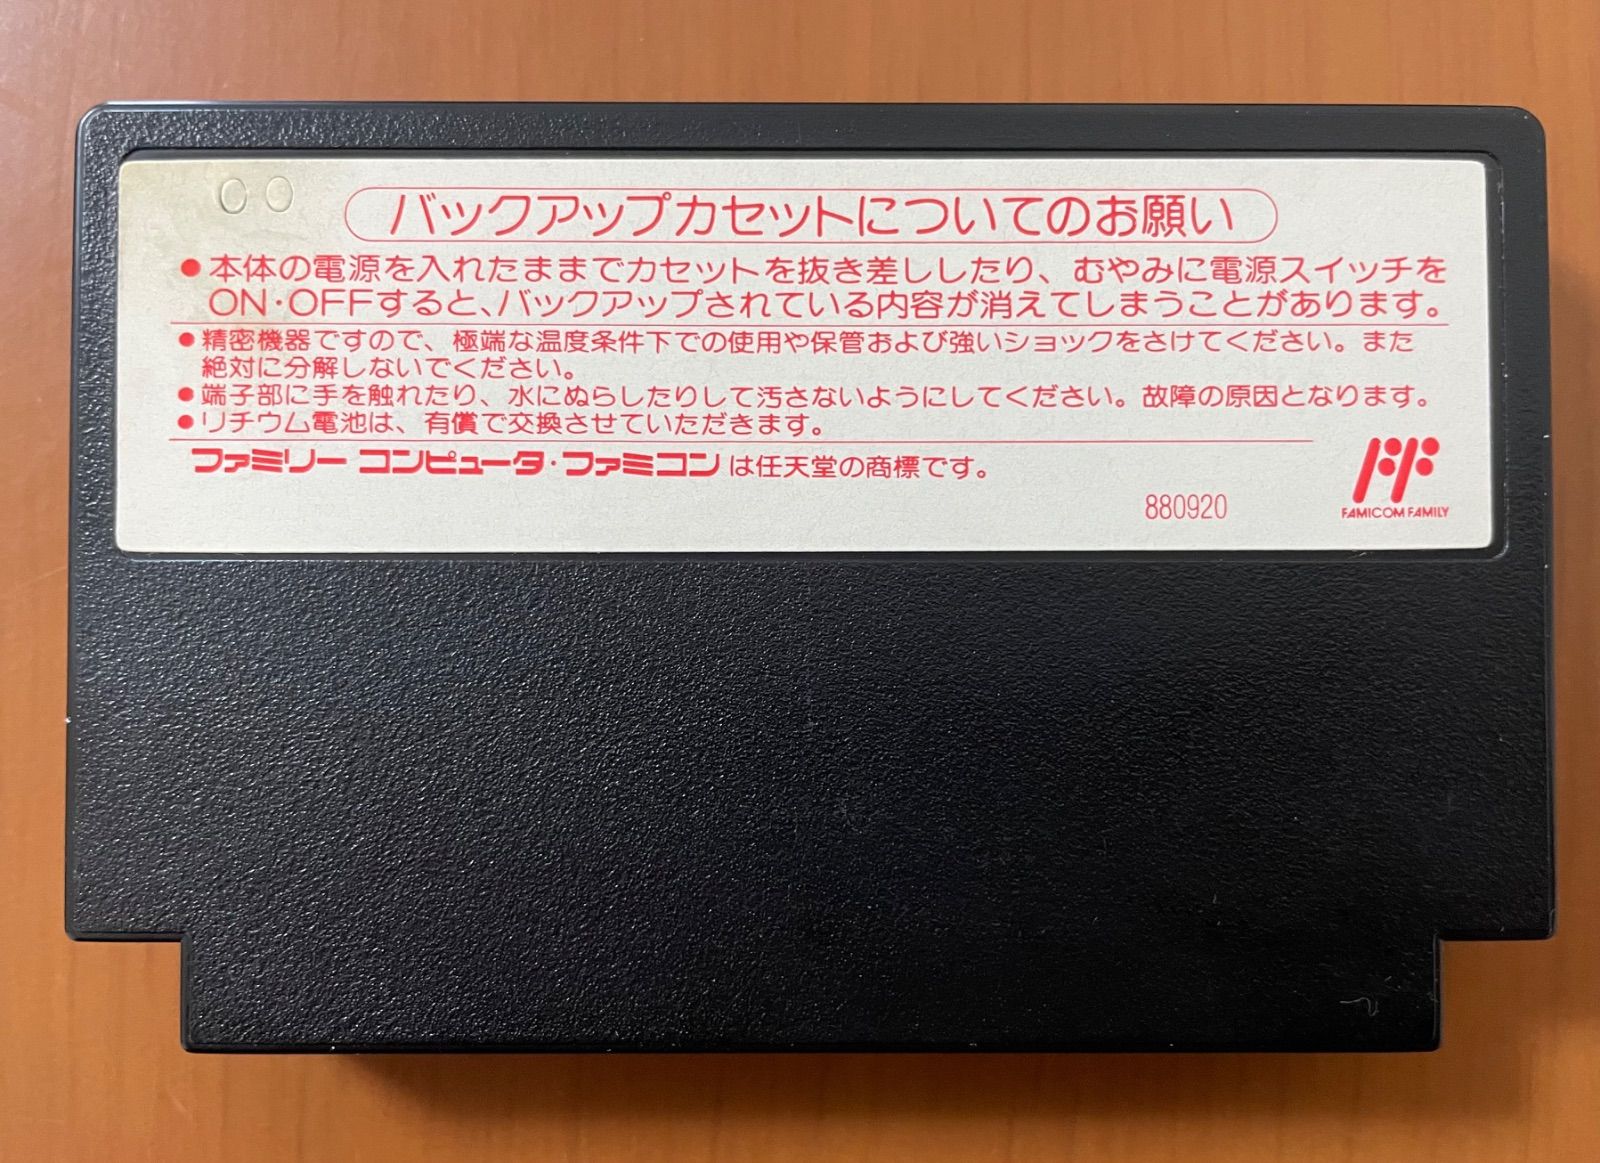 00
バックアップカセットについてのお願い
●本体の電源を入れたままでカセットを抜き差ししたり、むやみに電源スイッチを
ON・OFFすると、バックアップされている内容が消えてしまうことがあります。
●精密機器ですので、極端な温度条件下での使用や保管および強いショックをさけてください。また
絶対に分解しないでください。
●端子部に手を触れたり、水にぬらしたりして汚さないようにしてください。故障の原因となります。
●リチウム電池は、有償で交換させていただきます。
ファミリーコンピュータ・ファミコンは任天堂の商標です。
880920
FAMICOM FAMILY